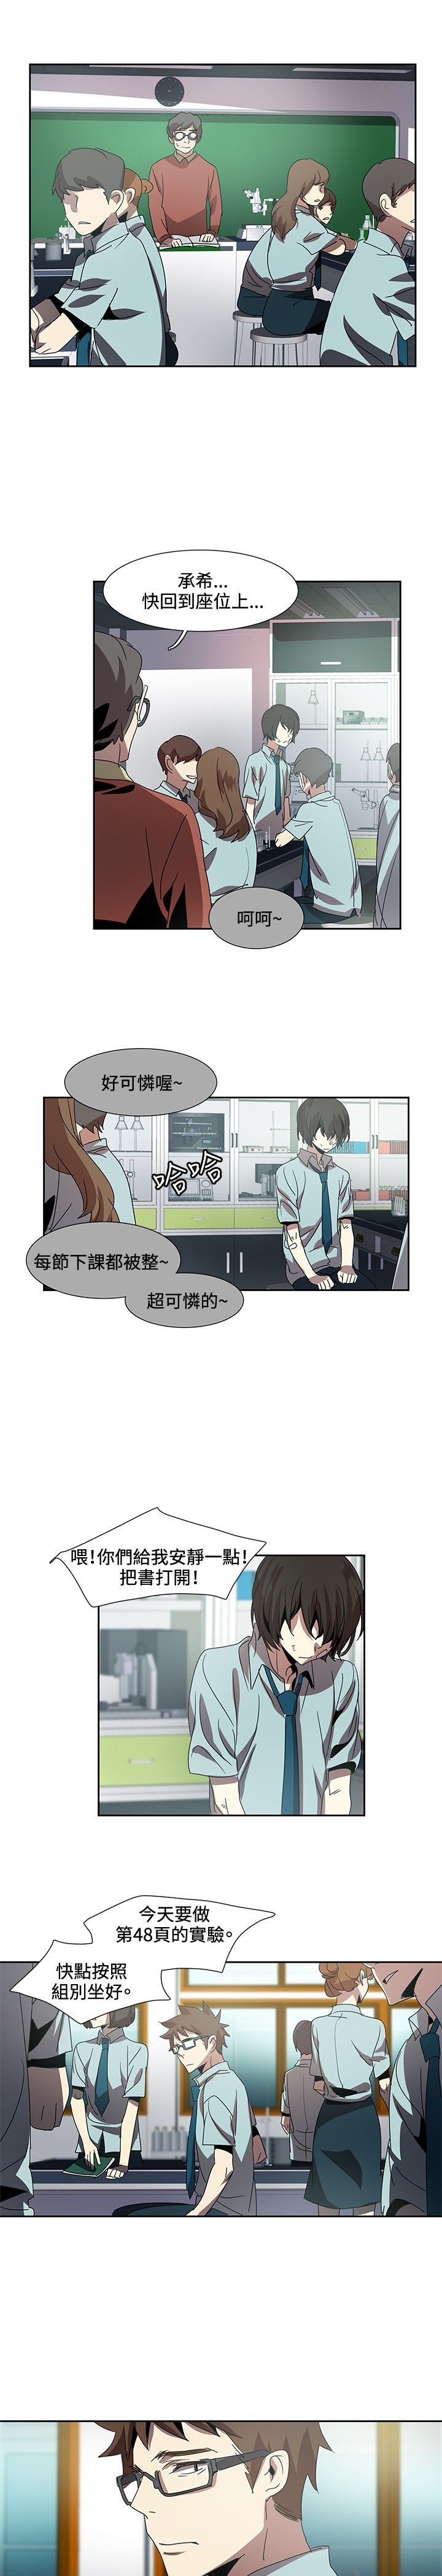 承希...
快回到座位上...
呵呵~
好可憐喔~
哈哈
每節下課都被整~
超可憐的~
喂!你們給我安靜一點!
把書打開!
今天要做
第48頁的實驗。
快點按照
組別坐好。